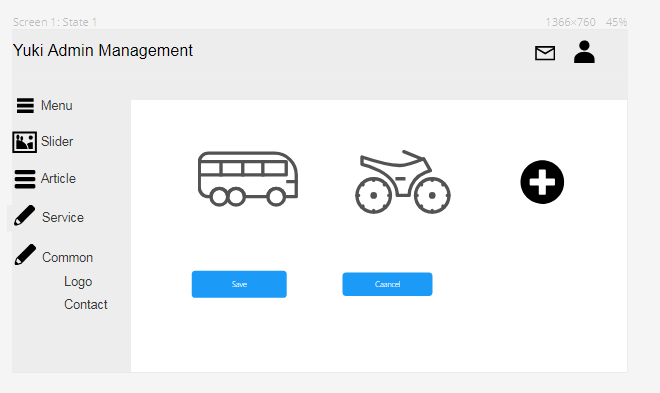 Screen 1: State 1
1366×760 45%
Yuki Admin Management
Menu
Slider
Article
Service
Common
Logo
Contact
Save
Caancel